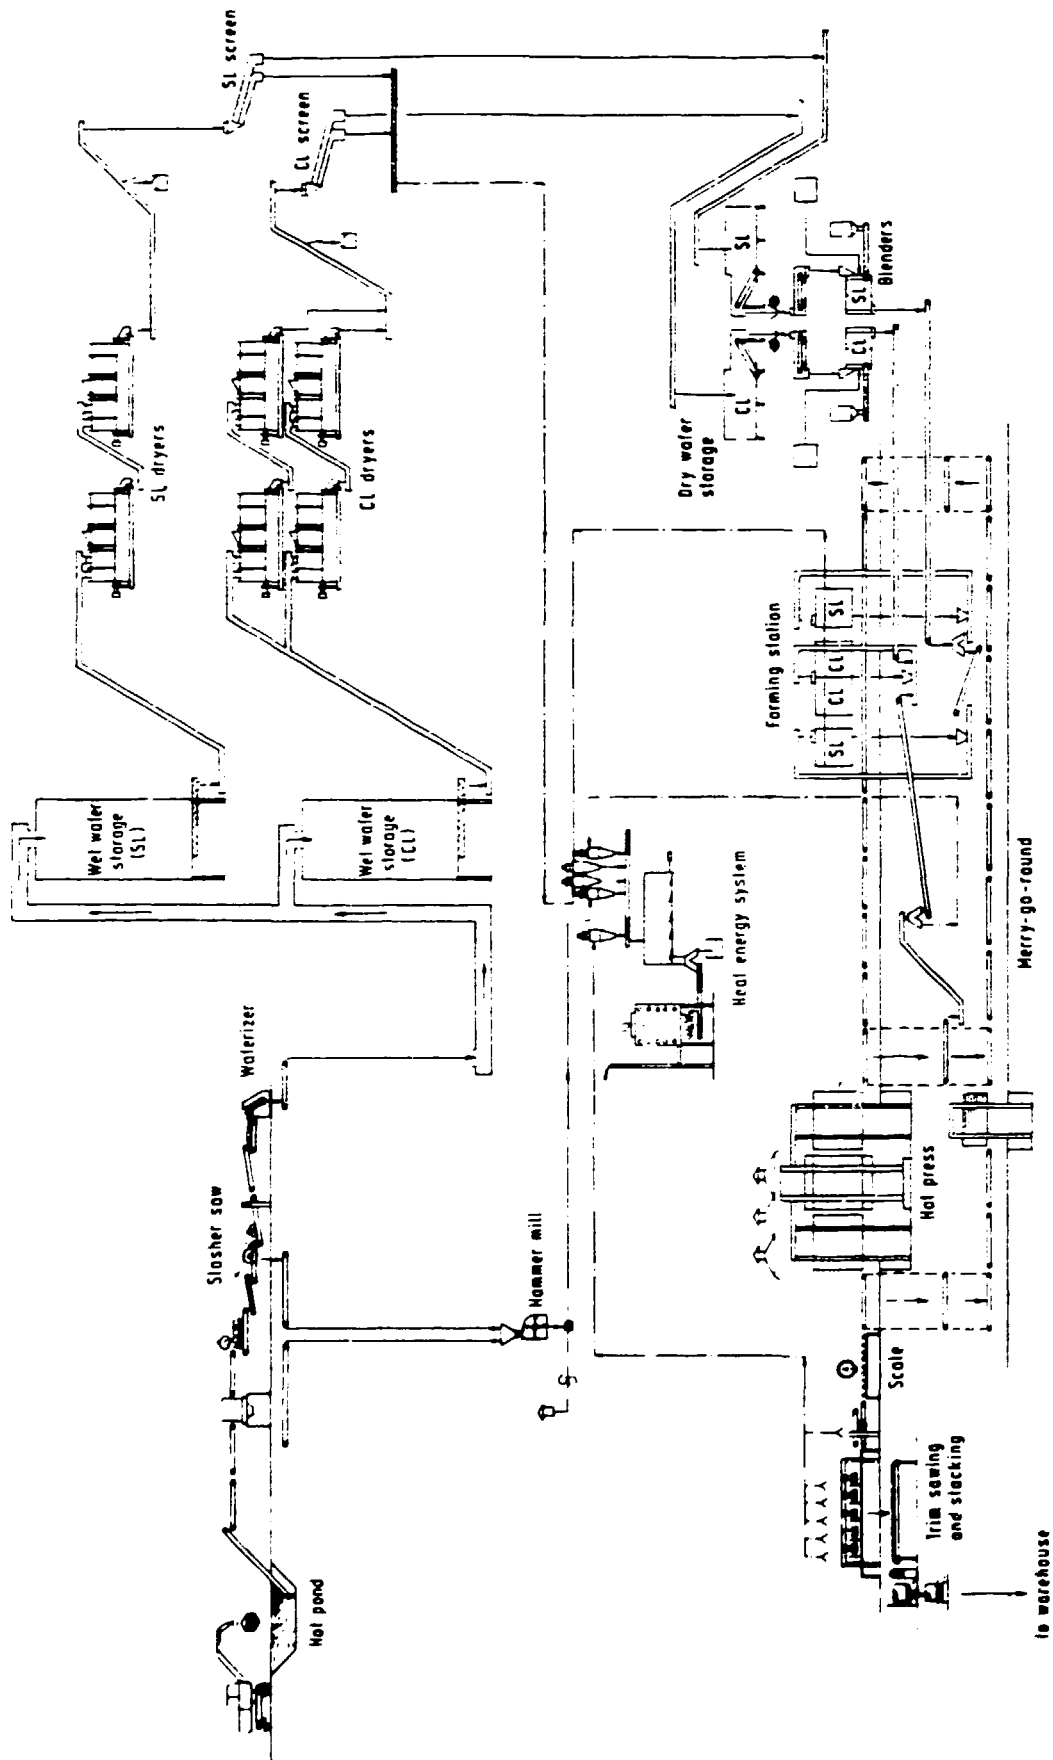 Hot pond
Slasher saw
Waferizer
Hammer mill
Wet wafer
storage
(SL)
Wet wafer
storage
(CL)
SL dryers
CL dryers
SL screen
CL screen
Heat energy system
Dry wafer
storage
CL
SL
CL
SL
Blenders
Forming station
SL
CL
CL
SL
Merry-go-round
Hot press
Scale
Trim sawing
and stacking
to warehouse